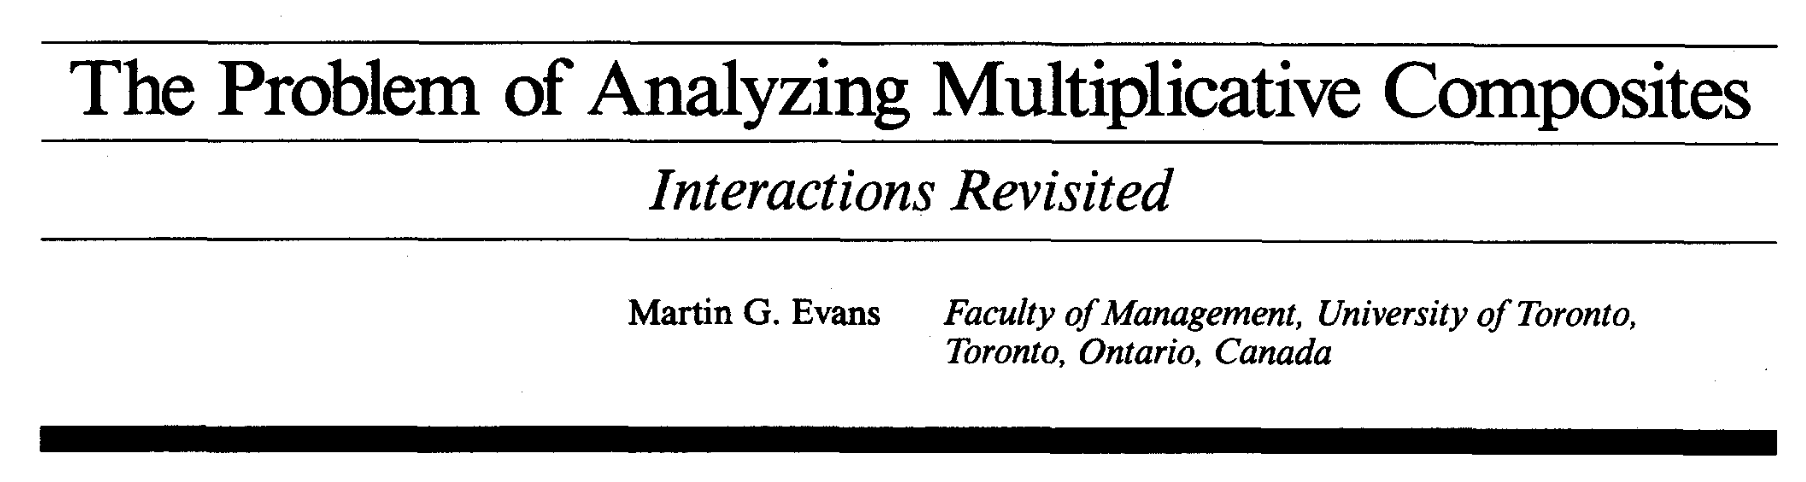 The Problem of Analyzing Multiplicative Composites
Interactions Revisited
Martin G. Evans
Faculty of Management, University of Toronto,
Toronto, Ontario, Canada